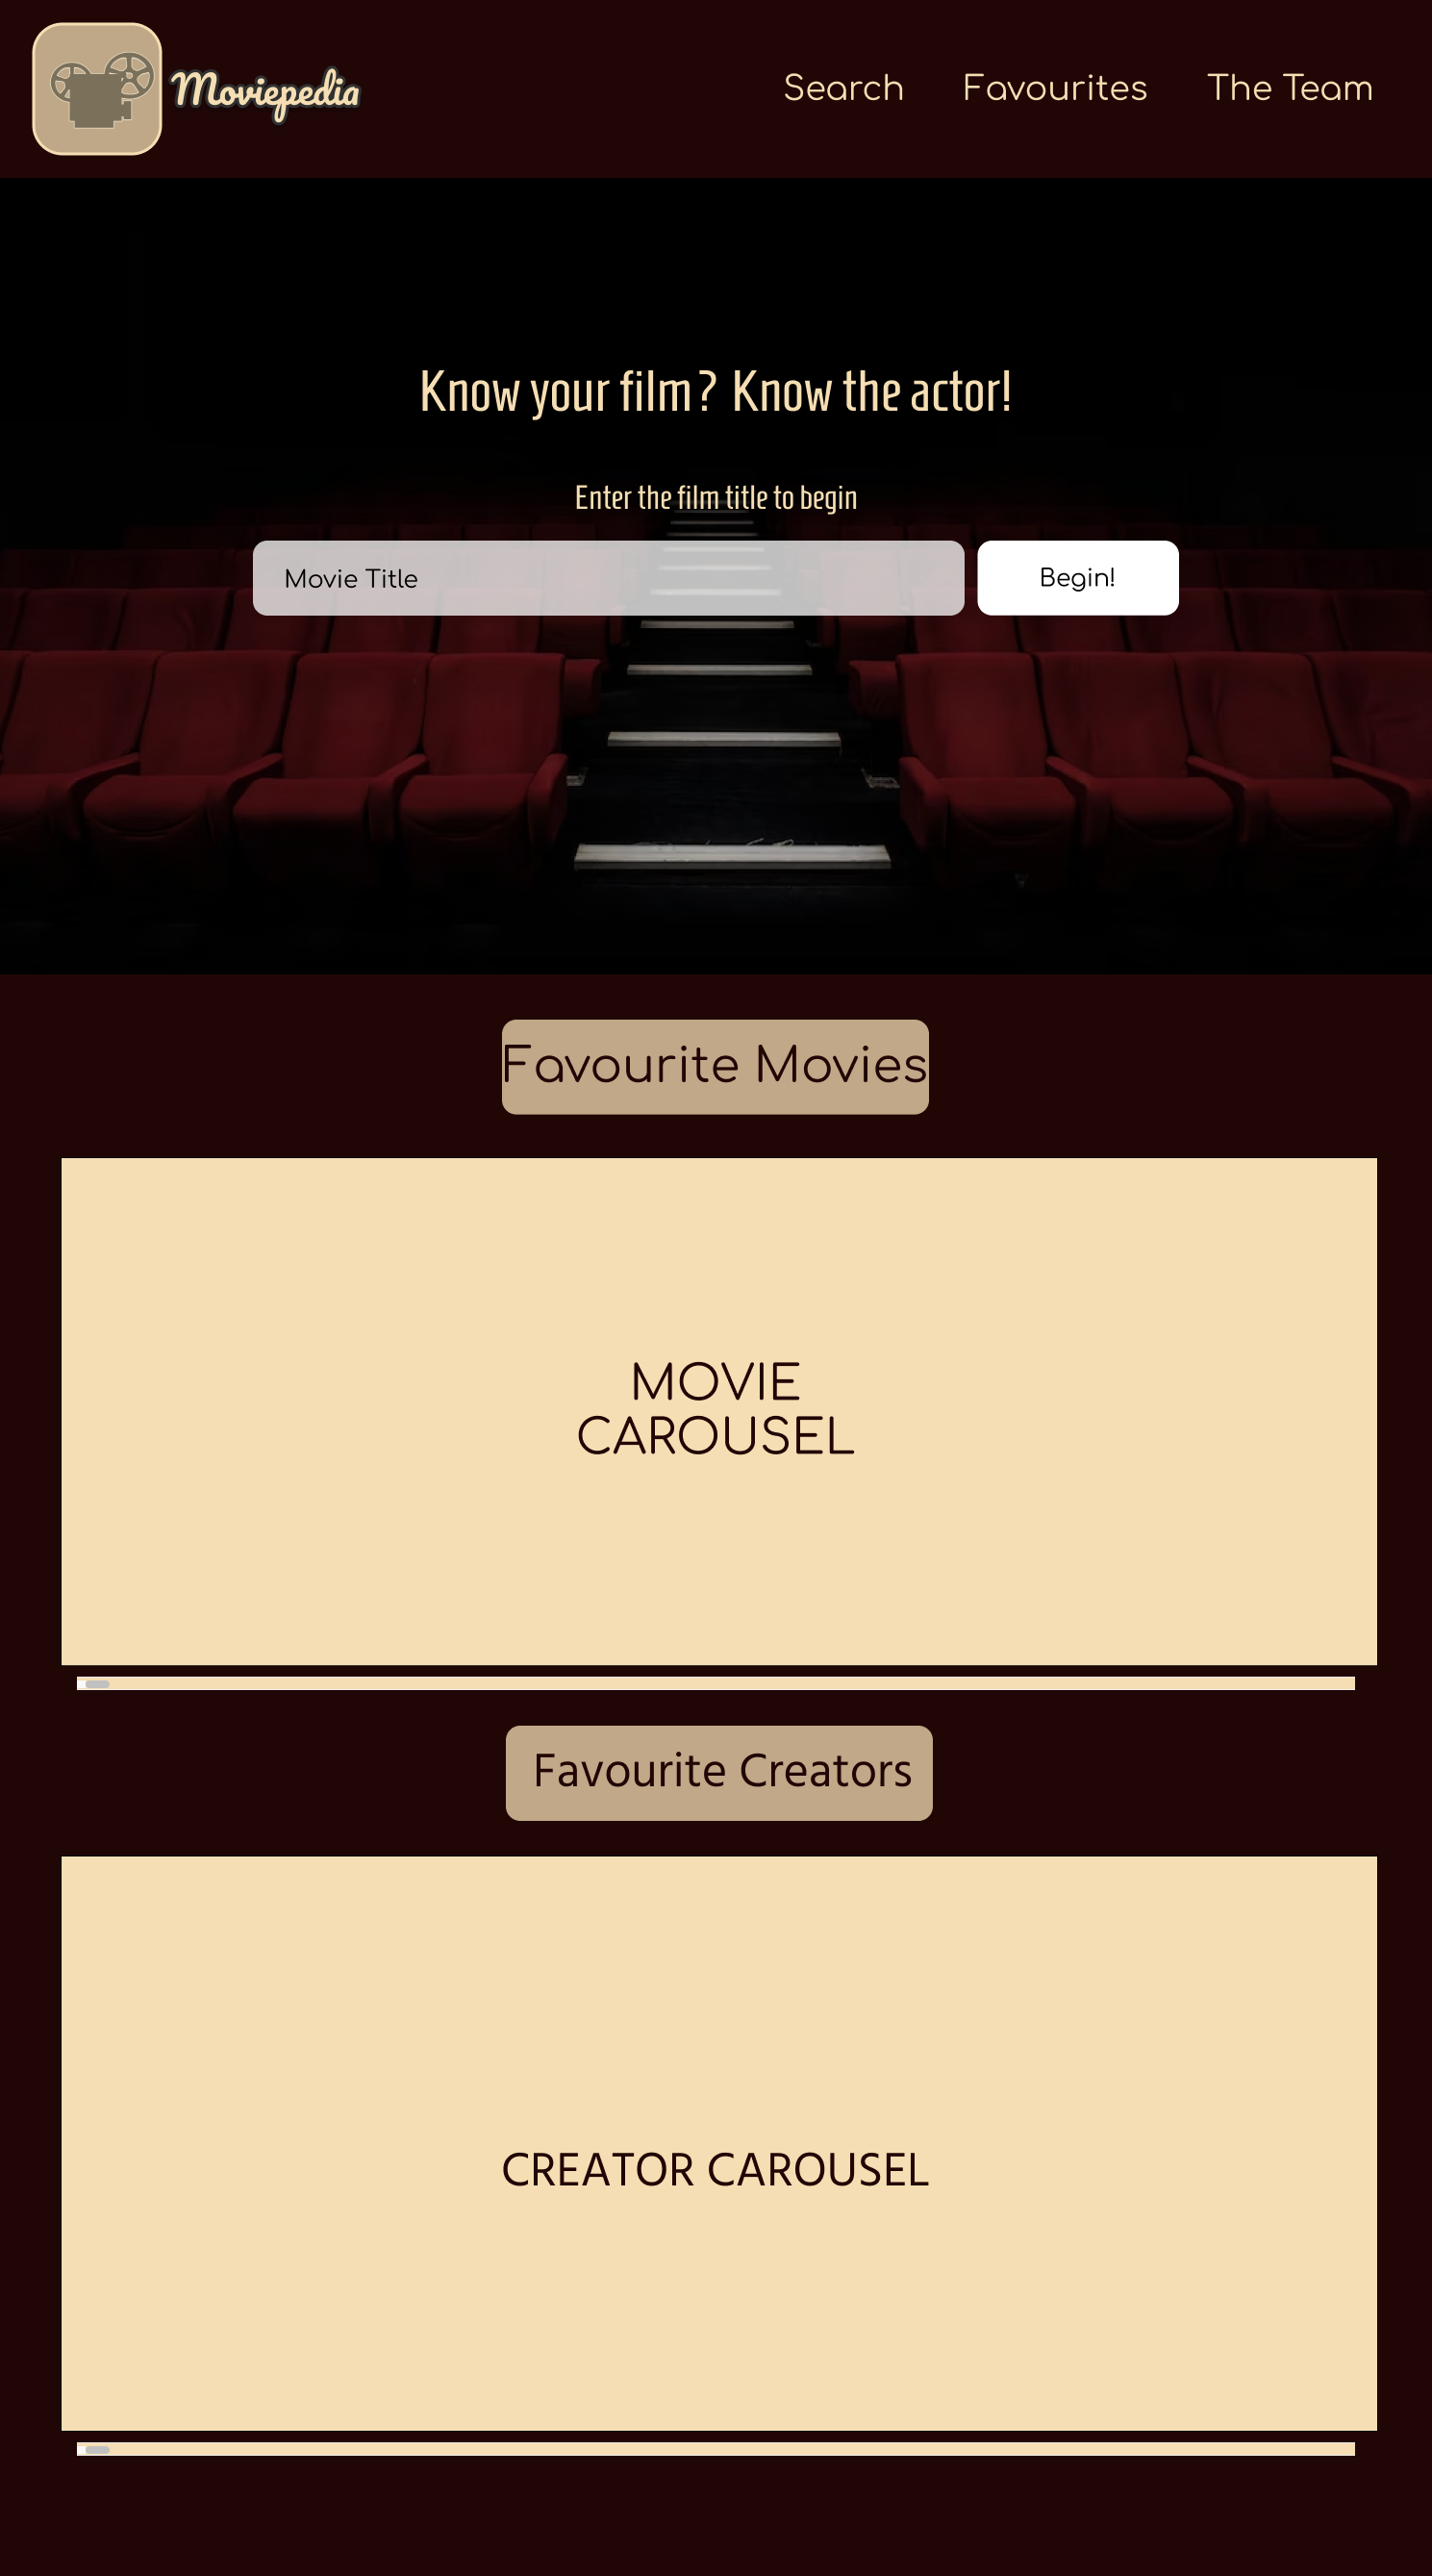 Moviepedia
Search
Favourites
The Team
Know your film? Know the actor!
Enter the film title to begin
Movie Title
Begin!
Favourite Movies
MOVIE
CAROUSEL
Favourite Creators
CREATOR CAROUSEL